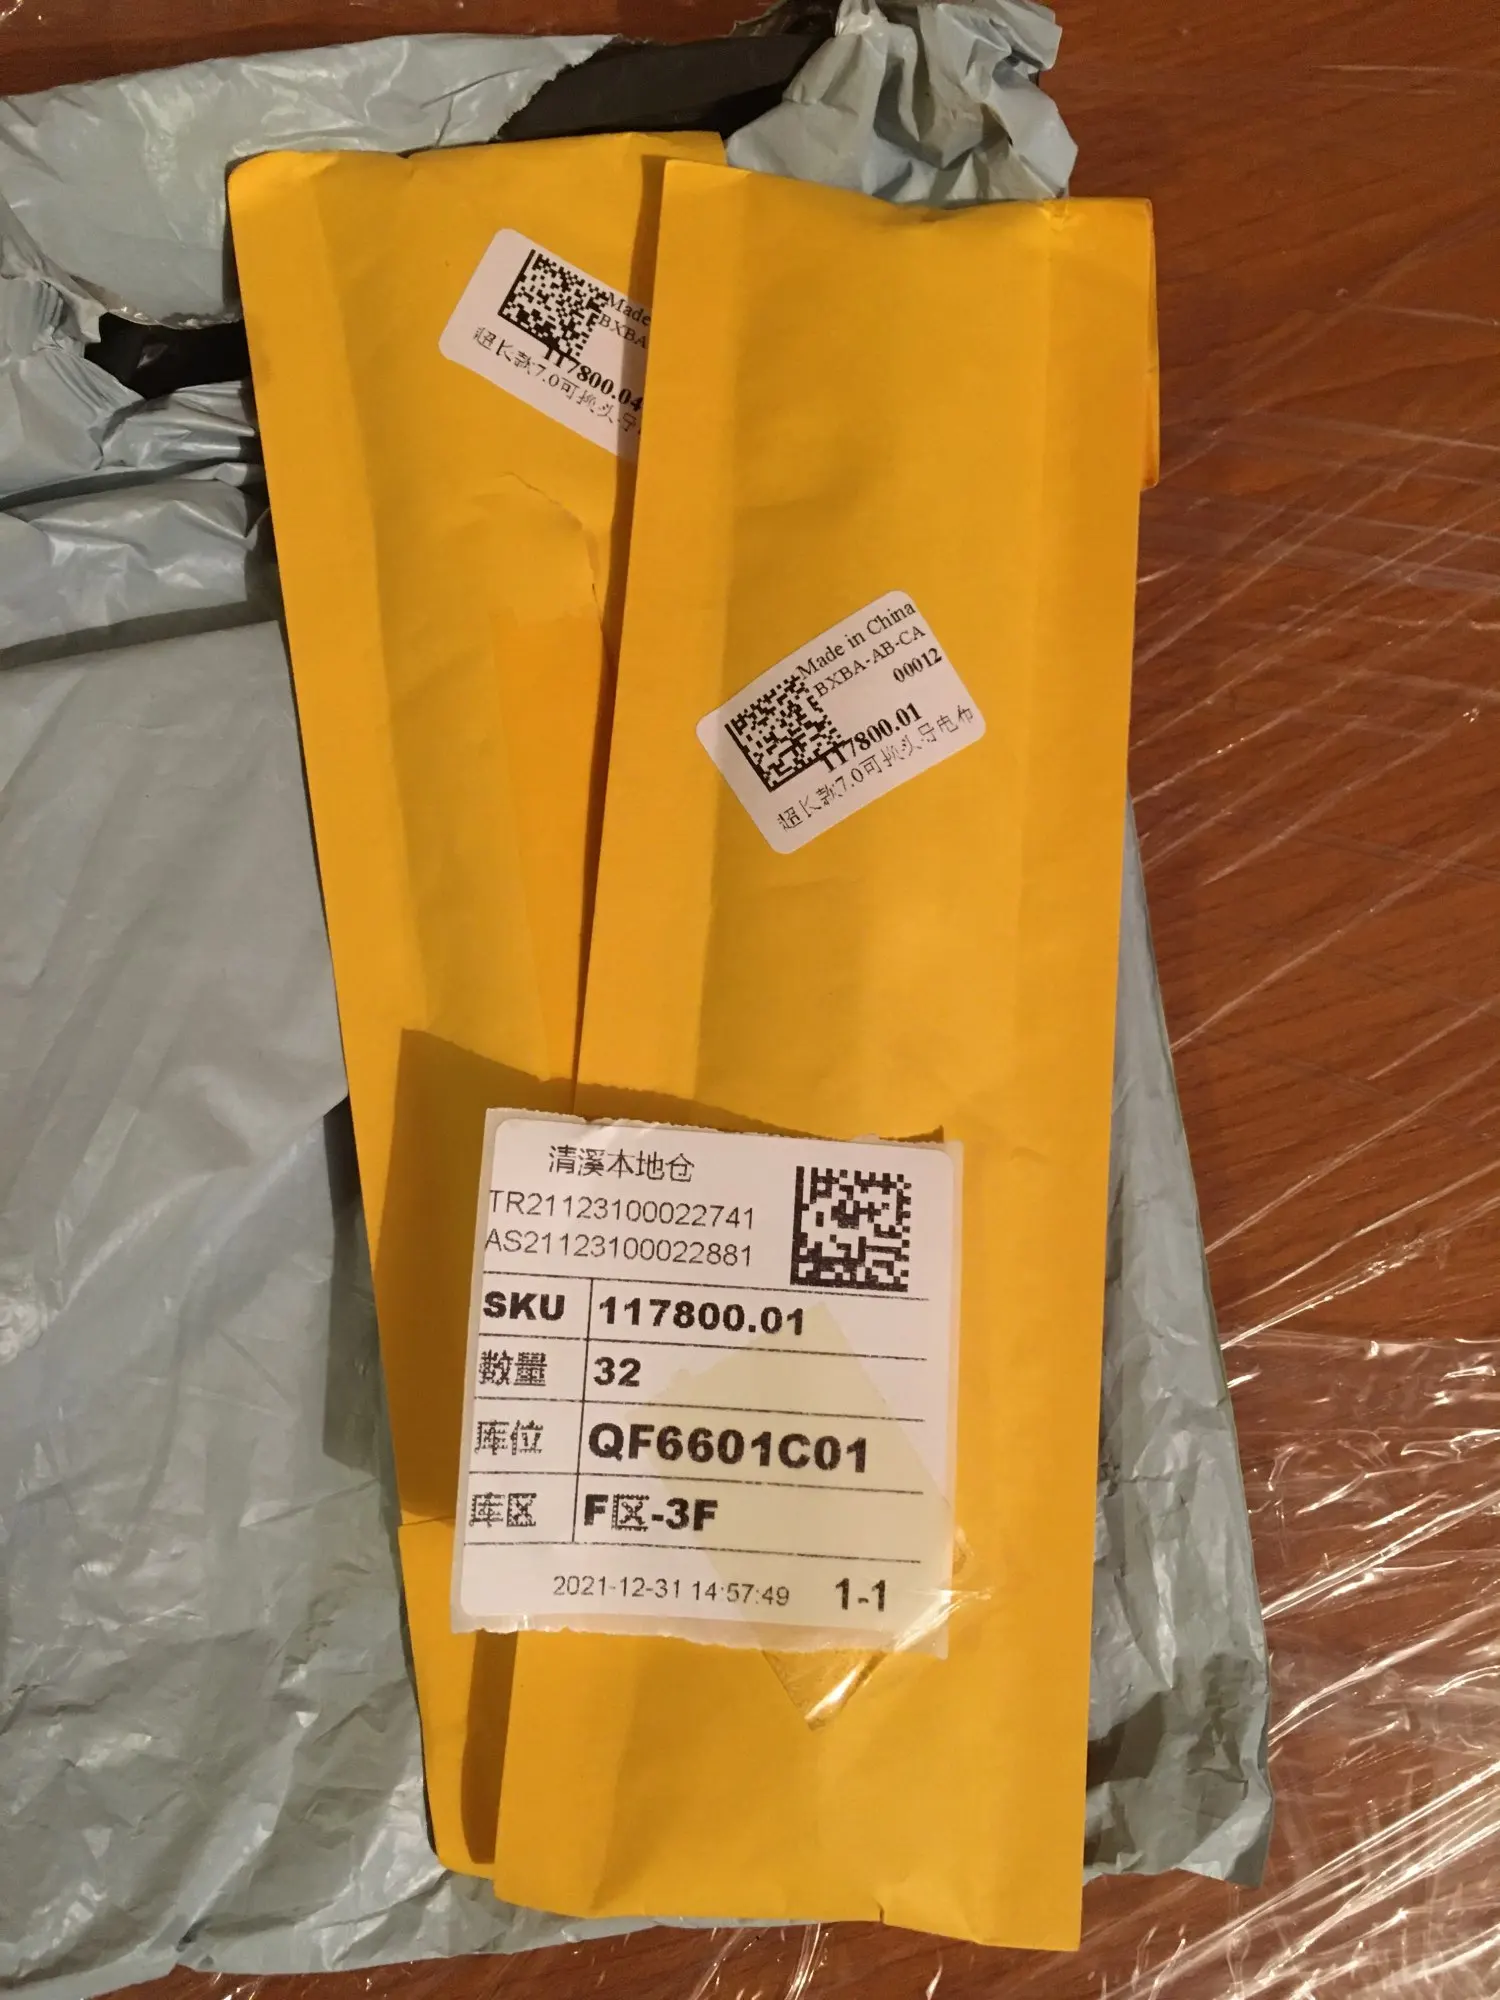 Made
BXBA
117800.04
超长款7.0可换头导
Made in China
BXBA-AB-CA
00012
117800.01
超长款7.0可换头导电布
清溪本地仓
TR21123100022741
AS21123100022881
SKU 117800.01
数量 32
库位 QF6601C01
库区 F区-3F
2021-12-31 14:57:49 1-1